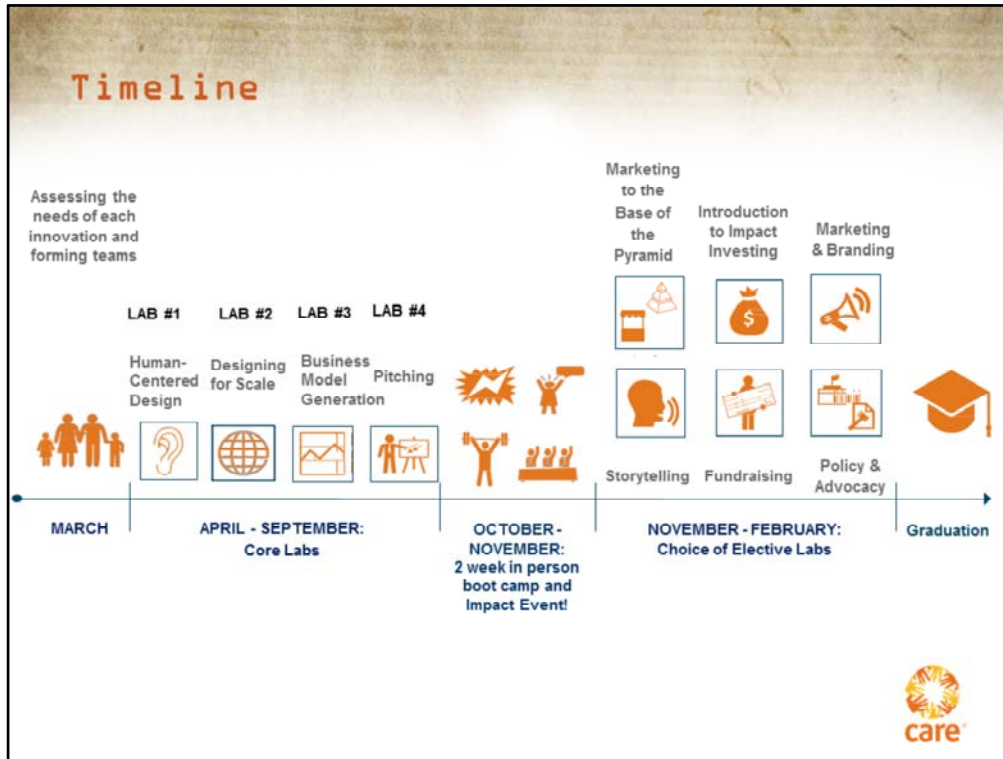 Timeline
Assessing the
needs of each
innovation and
forming teams
LAB #1
LAB #2
LAB #3
LAB #4
Human-
Centered
Design
Designing
for Scale
Business
Model
Generation
Pitching
Marketing
to the
Base of
the
Pyramid
Introduction
to Impact
Investing
Marketing
& Branding
$
Storytelling
Fundraising
Policy &
Advocacy
MARCH
APRIL - SEPTEMBER:
Core Labs
OCTOBER -
NOVEMBER:
2 week in person
boot camp and
Impact Event!
NOVEMBER - FEBRUARY:
Choice of Elective Labs
Graduation
care®